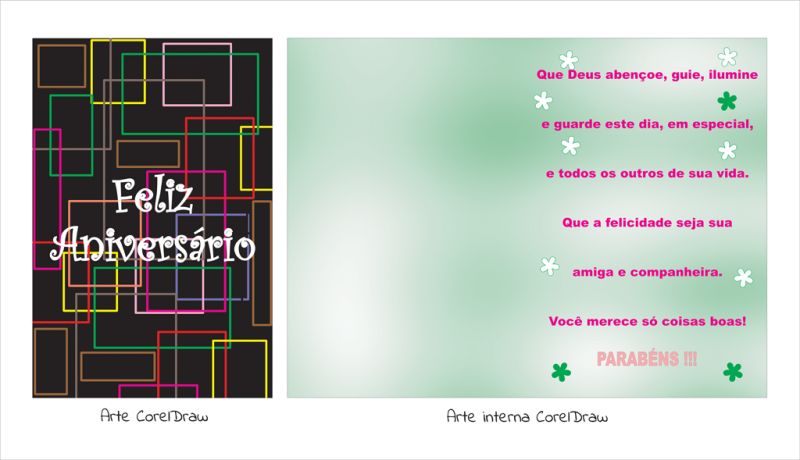 Feliz
Aniversário
Arte CorelDraw
Que Deus abençoe, guie, ilumine
e guarde este dia, em especial,
e todos os outros de sua vida.
Que a felicidade seja sua
amiga e companheira.
Você merece só coisas boas!
PARABÉNS !!!
Arte interna CorelDraw